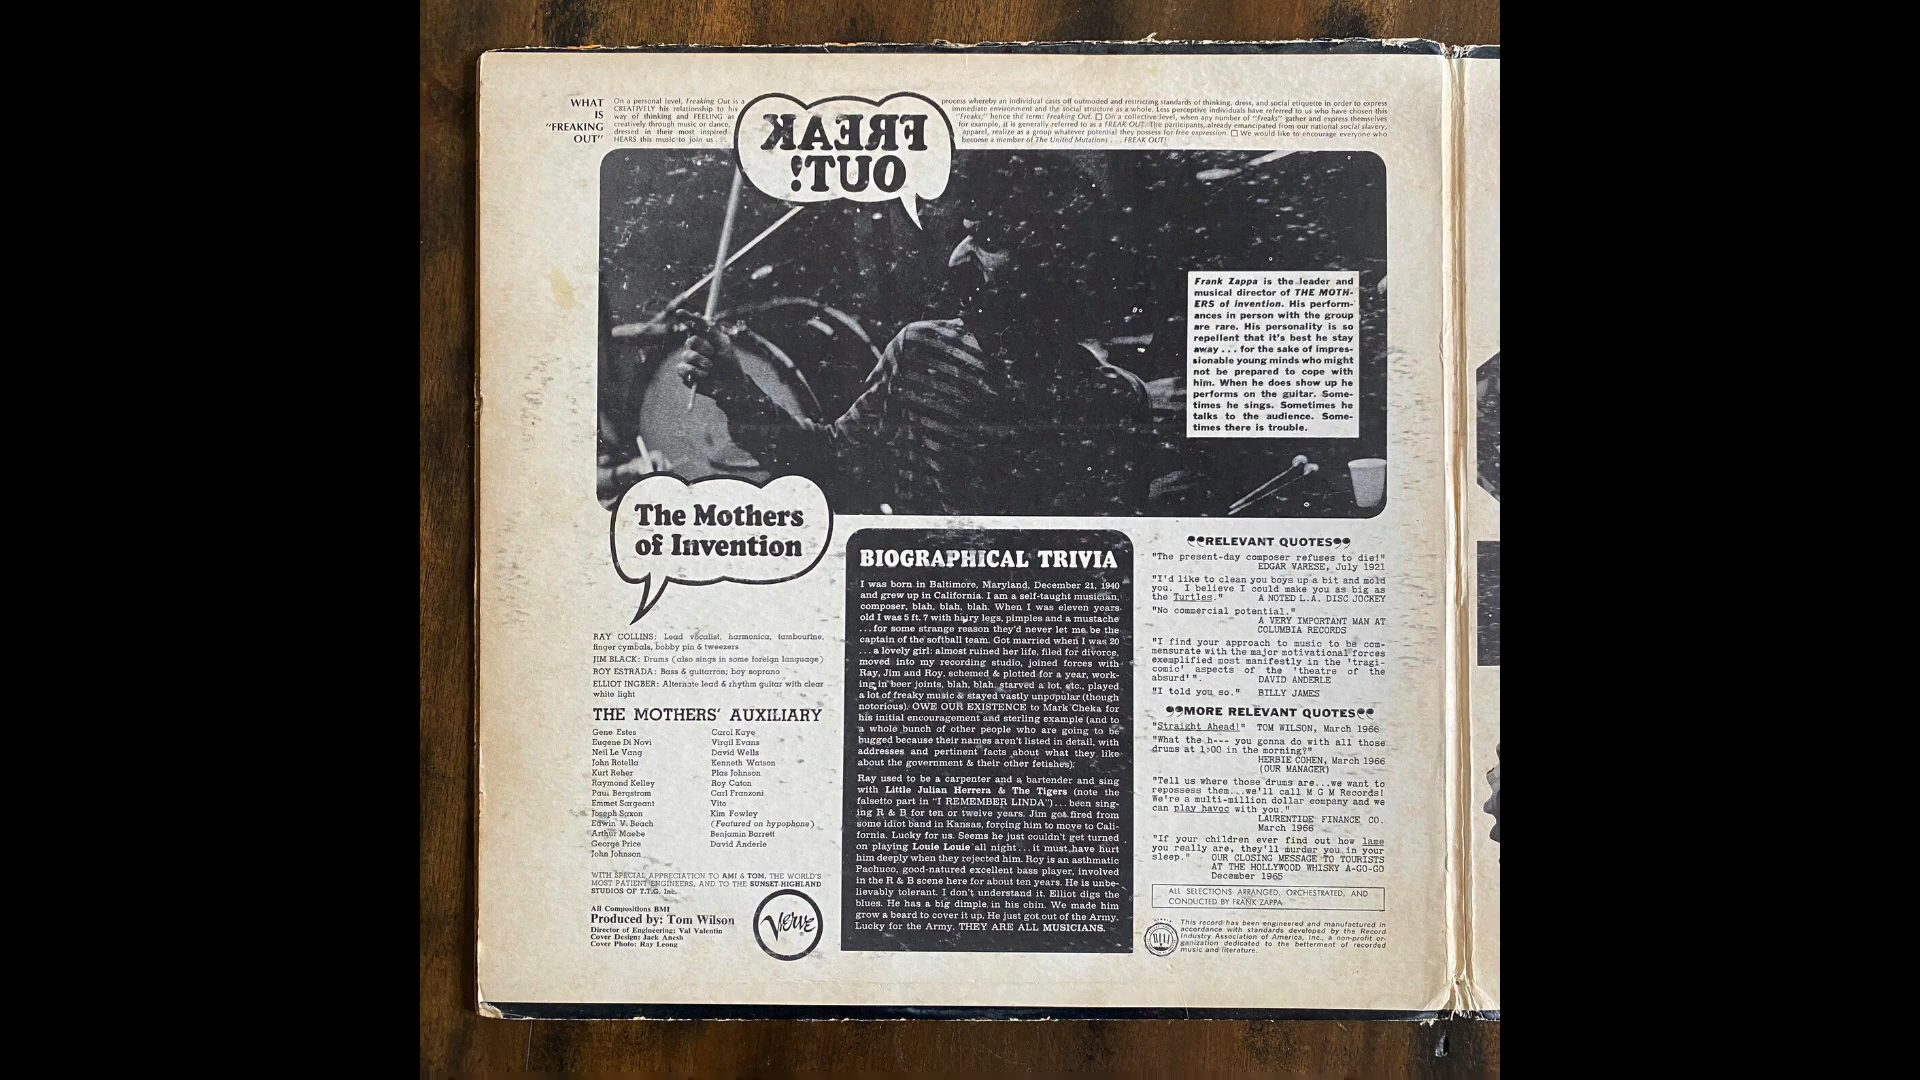 WHAT
IS
"FREAKING
OUT"
On a personal level, Freaking Out is a
CREATIVELY his relationship to his
way of thinking and FEELING as
creatively through music or dance,
dressed in their most inspired
HEARS this music to join us . . .
FREAK
OUT!
process whereby an individual casts off outmoded and restricting standards of thinking, dress, and social etiquette in order to express
immediate environment and the social structure as a whole. Less perceptive individuals have referred to us who have chosen this
"Freaks," hence the term: Freaking Out. ☐ On a collective level, when any number of "Freaks" gather and express themselves
for example, it is generally referred to as a FREAK OUT. The participants, already emancipated from our national social slavery,
apparel, realize as a group whatever potential they possess for free expression. ☐ We would like to encourage everyone who
become a member of The United Mutations . . . FREAK OUT!
Frank Zappa is the leader and
musical director of THE MOTH-
ERS of Invention. His perform-
ances in person with the group
are rare. His personality is so
repellent that it's best he stay
away . . . for the sake of impres-
sionable young minds who might
not be prepared to cope with
him. When he does show up he
performs on the guitar. Some-
times he sings. Sometimes he
talks to the audience. Some-
times there is trouble.
The Mothers
of Invention
RAY COLLINS: Lead vocalist, harmonica, tambourine,
finger cymbals, bobby pin & tweezers
JIM BLACK: Drums (also sings in some foreign language)
ROY ESTRADA: Bass & guitarron; boy soprano
ELLIOT INGBER: Alternate lead & rhythm guitar with clear
white light
THE MOTHERS' AUXILIARY
Gene Estes
Eugene Di Novi
Neil Le Vang
John Rotella
Kurt Reher
Raymond Kelley
Paul Bergstrom
Emmet Sargeant
Joseph Saxon
Edwin V. Beach
Arthur Maebe
George Price
John Johnson
Carol Kaye
Virgil Evans
David Wells
Kenneth Watson
Plas Johnson
Roy Caton
Carl Franzoni
Vito
Kim Fowley
(Featured on hypophone)
Benjamin Barrett
David Anderle
WITH SPECIAL APPRECIATION TO AMI & TOM, THE WORLD'S
MOST PATIENT ENGINEERS, AND TO THE SUNSET-HIGHLAND
STUDIOS OF T.T.G. Inc.
All Compositions BMI
Produced by: Tom Wilson
Director of Engineering: Val Valentin
Cover Design: Jack Anesh
Cover Photo: Ray Leong
Verve
BIOGRAPHICAL TRIVIA
I was born in Baltimore, Maryland, December 21, 1940
and grew up in California. I am a self-taught musician,
composer, blah, blah, blah. When I was eleven years
old I was 5 ft. 7 with hairy legs, pimples and a mustache
. . . for some strange reason they'd never let me be the
captain of the softball team. Got married when I was 20
. . . a lovely girl: almost ruined her life, filed for divorce,
moved into my recording studio, joined forces with
Ray, Jim and Roy, schemed & plotted for a year, work-
ing in beer joints, blah, blah, starved a lot, etc., played
a lot of freaky music & stayed vastly unpopular (though
notorious). OWE OUR EXISTENCE to Mark Cheka for
his initial encouragement and sterling example (and to
a whole bunch of other people who are going to be
bugged because their names aren't listed in detail, with
addresses and pertinent facts about what they like
about the government & their other fetishes).
Ray used to be a carpenter and a bartender and sing
with Little Julian Herrera & The Tigers (note the
falsetto part in "I REMEMBER LINDA") . . . been sing-
ing R & B for ten or twelve years. Jim got fired from
some idiot band in Kansas, forcing him to move to Cali-
fornia. Lucky for us. Seems he just couldn't get turned
on playing Louie Louie all night . . . it must have hurt
him deeply when they rejected him. Roy is an asthmatic
Pachuco, good-natured excellent bass player, involved
in the R & B scene here for about ten years. He is unbe-
lievably tolerant. I don't understand it. Elliot digs the
blues. He has a big dimple in his chin. We made him
grow a beard to cover it up. He just got out of the Army.
Lucky for the Army. THEY ARE ALL MUSICIANS.
RELEVANT QUOTES
"The present-day composer refuses to die!"
EDGAR VARESE, July 1921
"I'd like to clean you boys up a bit and mold
you. I believe I could make you as big as
the Turtles." A NOTED L.A. DISC JOCKEY
"No commercial potential."
A VERY IMPORTANT MAN AT
COLUMBIA RECORDS
"I find your approach to music to be com-
mensurate with the major motivational forces
exemplified most manifestly in the 'tragi-
comic' aspects of the 'theatre of the
absurd'". DAVID ANDERLE
"I told you so." BILLY JAMES
MORE RELEVANT QUOTES
"Straight Ahead!" TOM WILSON, March 1966
"What the h--- you gonna do with all those
drums at 1:00 in the morning?"
HERBIE COHEN, March 1966
(OUR MANAGER)
"Tell us where those drums are...we want to
repossess them...we'll call M G M Records!
We're a multi-million dollar company and we
can play havoc with you."
LAURENTIDE FINANCE CO.
March 1966
"If your children ever find out how lame
you really are, they'll murder you in your
sleep." OUR CLOSING MESSAGE TO TOURISTS
AT THE HOLLYWOOD WHISKY A-GO-GO
December 1965
ALL SELECTIONS ARRANGED, ORCHESTRATED, AND
CONDUCTED BY FRANK ZAPPA
This record has been engineered and manufactured in
accordance with standards developed by the Record
Industry Association of America, Inc., a non-profit or-
ganization dedicated to the betterment of recorded
music and literature.